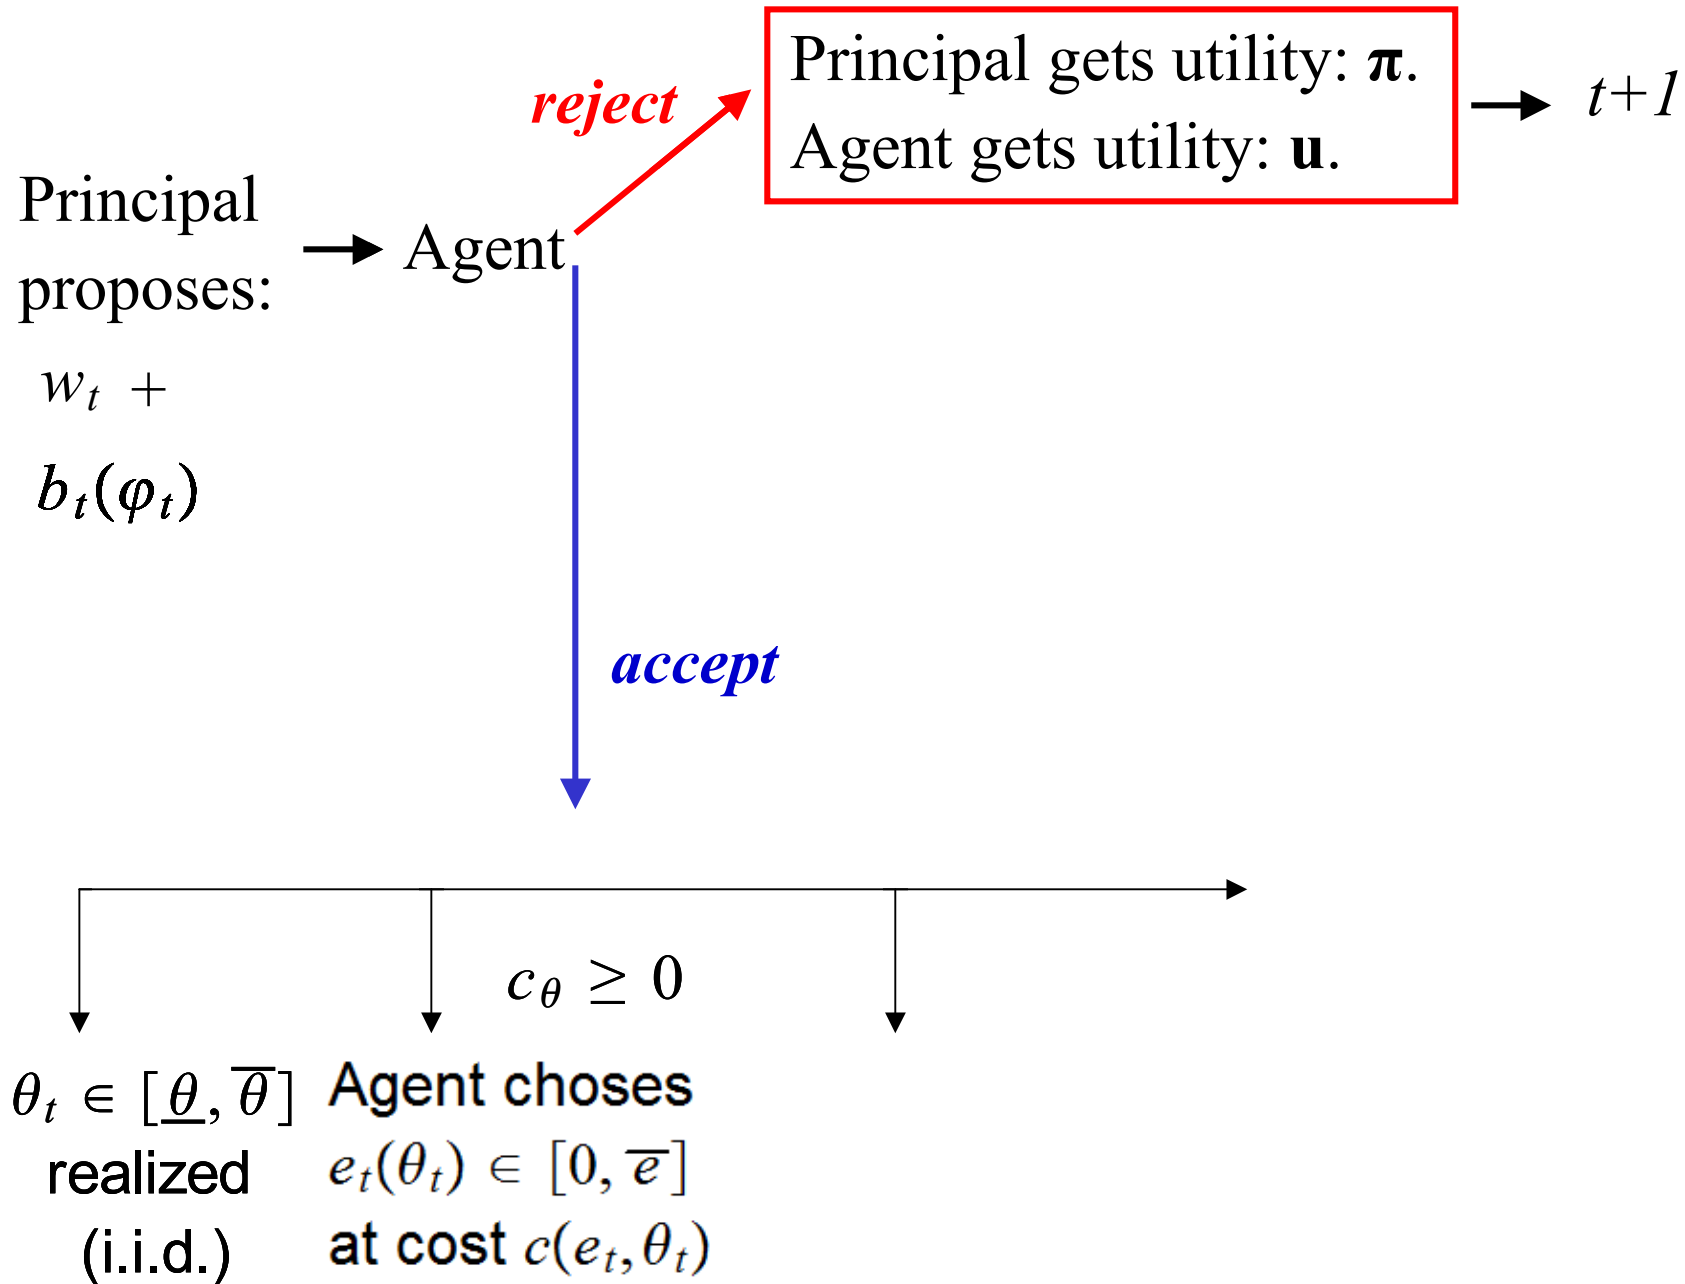 Principal gets utility: π.
Agent gets utility: u.
t+1
reject
Principal
proposes:
w_t +
b_t(φ_t)
Agent
accept
c_θ ≥ 0
θ_t ∈ [θ̲, θ̅]
realized
(i.i.d.)
Agent choses
e_t(θ_t) ∈ [0, e̅]
at cost c(e_t, θ_t)